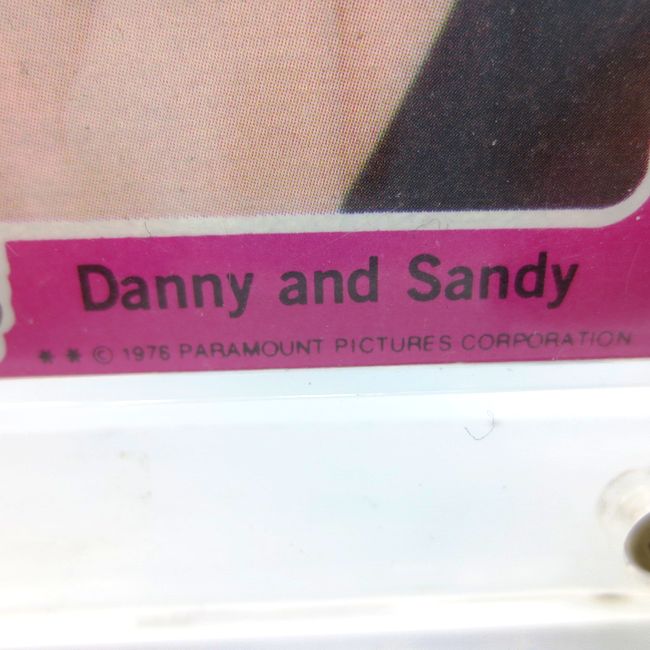 Danny and Sandy
** © 1976 PARAMOUNT PICTURES CORPORATION